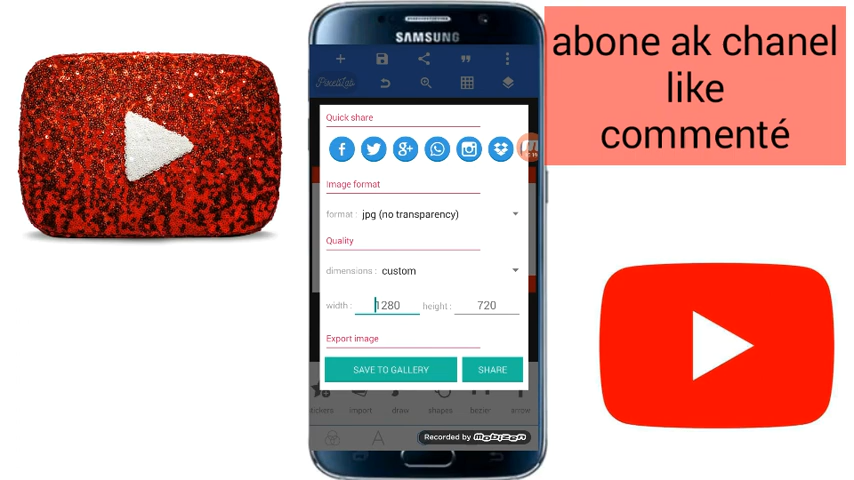 SAMSUNG
abone ak chanel
like
commenté
PixelLab
Quick share
Image format
format : jpg (no transparency)
Quality
dimensions : custom
width : 1280 height : 720
Export image
SAVE TO GALLERY SHARE
stickers import draw shapes bezier arrow
Recorded by MOBIZEN